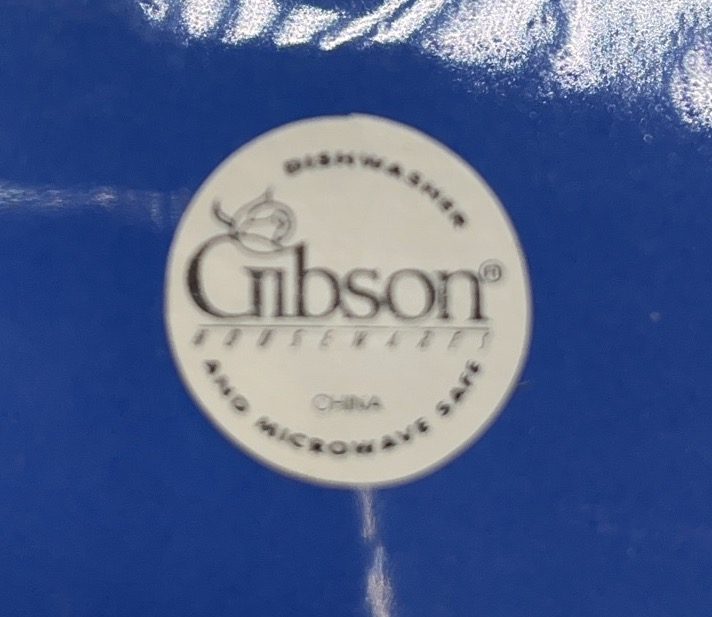 DISHWASHER
Gibson®
HOUSEWARES
CHINA
AND MICROWAVE SAFE